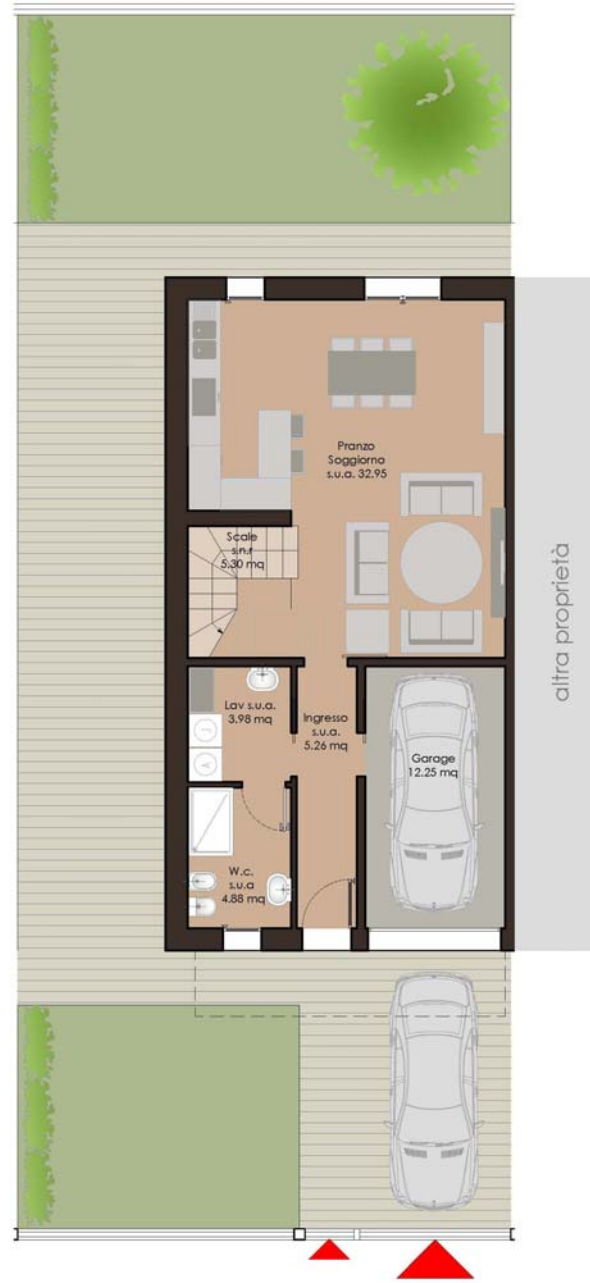 Pranzo
Soggiorno
s.u.a. 32.95
Scale
s.n.r
5.30 mq
altra proprietà
Lav s.u.a.
3.98 mq
Ingresso
s.u.a.
5.26 mq
Garage
12.25 mq
W.c.
s.u.a
4.88 mq